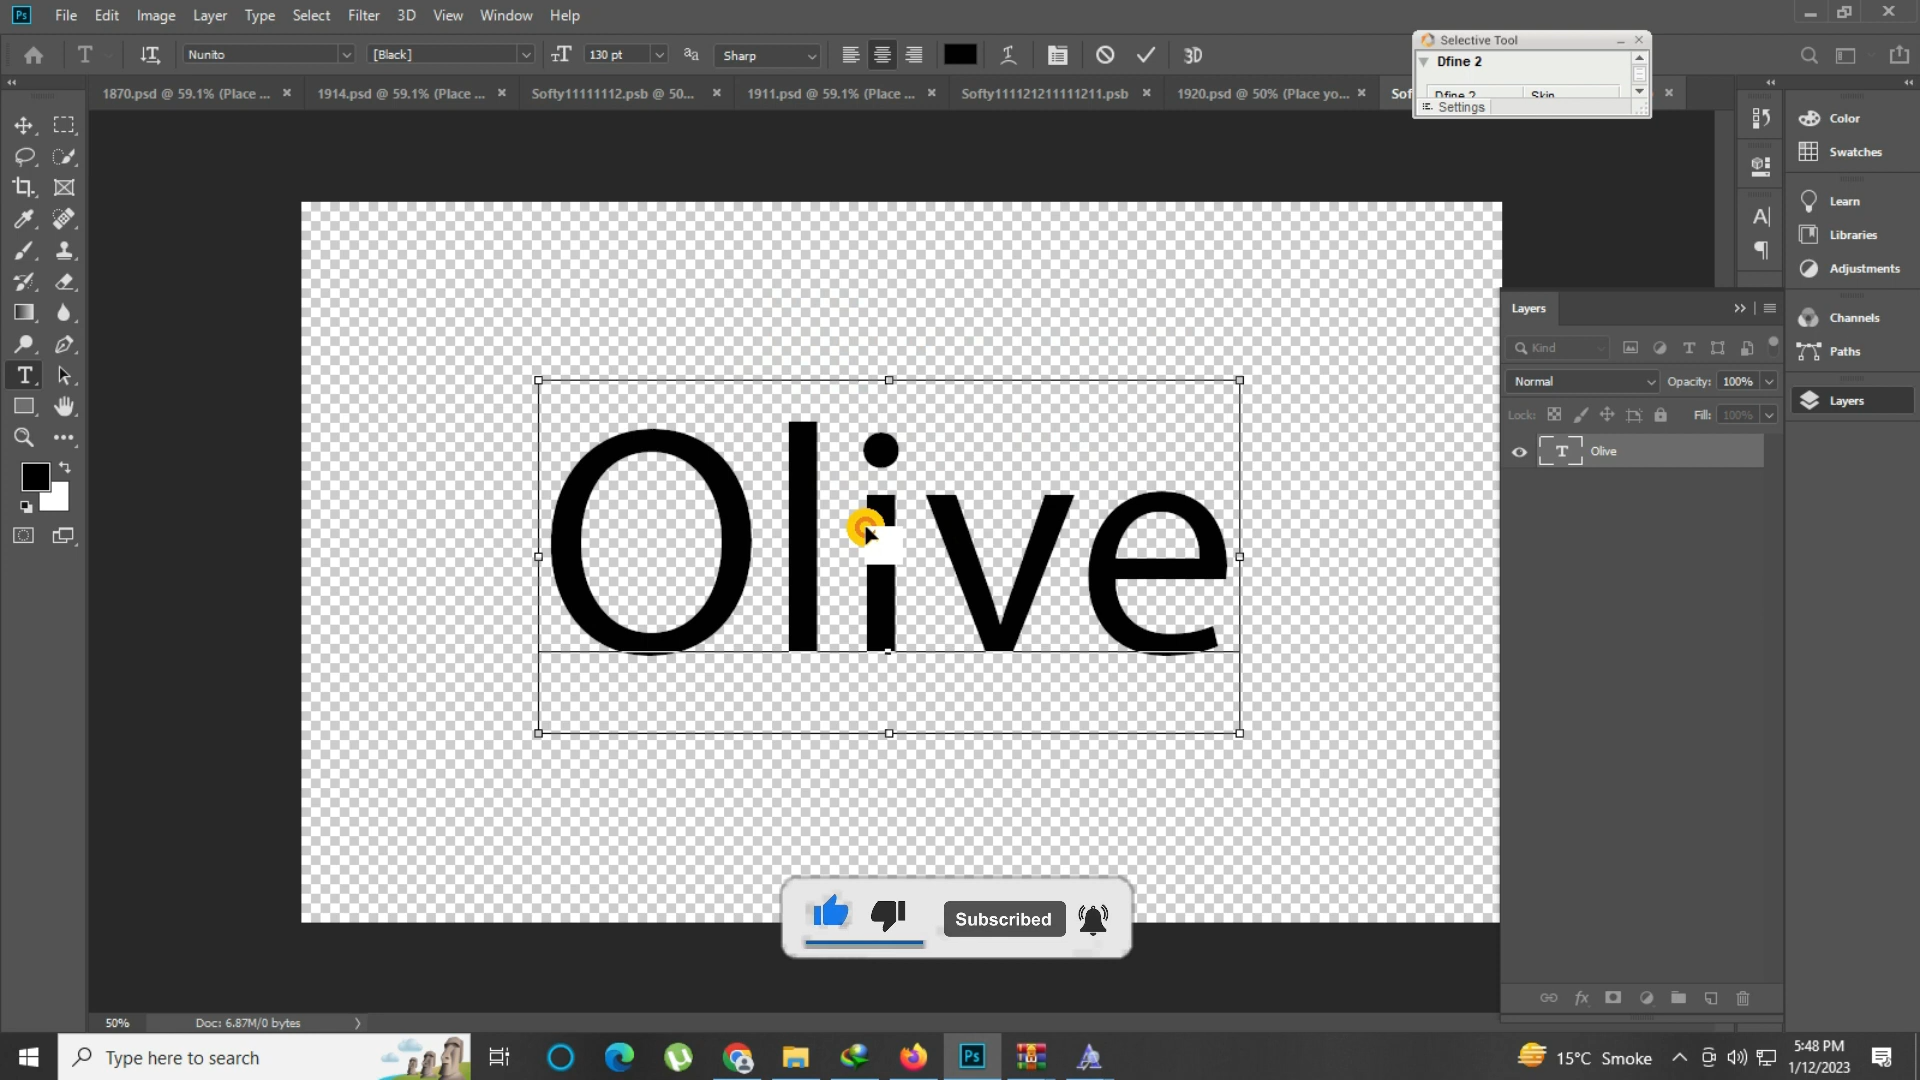 Ps File Edit Image Layer Type Select Filter 3D View Window Help
T Nunito [Black] 130 pt Sharp 3D
Selective Tool
Dfine 2
Dfine 2 Skin
Settings
1870.psd @ 59.1% (Place ... 1914.psd @ 59.1% (Place ... Softy11111112.psb @ 50... 1911.psd @ 59.1% (Place ... Softy111121211111211.psb 1920.psd @ 50% (Place yo...
Color
Swatches
Learn
Libraries
Adjustments
Channels
Paths
Layers
Layers
Kind
Normal Opacity: 100%
Lock: Fill: 100%
T Olive
Olive
Subscribed
50% Doc: 6.87M/0 bytes
Type here to search
Ps
15°C Smoke
5:48 PM
1/12/2023